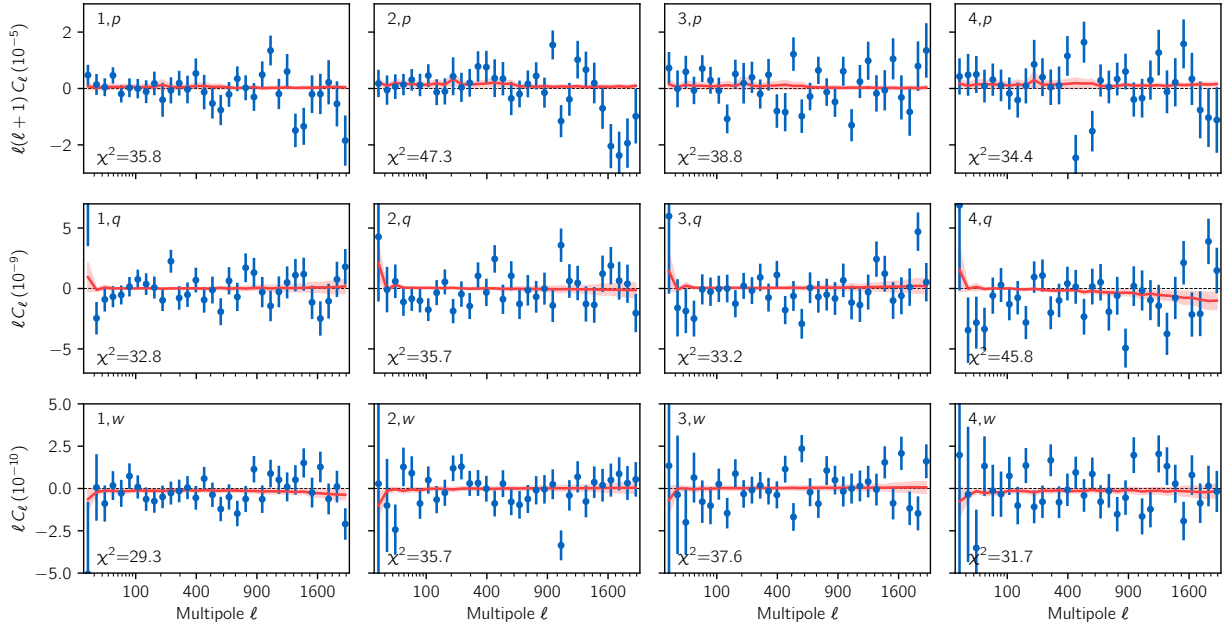 1, p
2, p
3, p
4, p
ℓ(ℓ + 1) Cℓ (10⁻⁵)
2
0
−2
χ²=35.8
χ²=47.3
χ²=38.8
χ²=34.4
1, q
2, q
3, q
4, q
ℓCℓ (10⁻⁹)
5
0
−5
χ²=32.8
χ²=35.7
χ²=33.2
χ²=45.8
1, w
2, w
3, w
4, w
ℓ Cℓ (10⁻¹⁰)
5.0
2.5
0.0
−2.5
−5.0
χ²=29.3
χ²=35.7
χ²=37.6
χ²=31.7
100 400 900 1600
100 400 900 1600
100 400 900 1600
100 400 900 1600
Multipole ℓ
Multipole ℓ
Multipole ℓ
Multipole ℓ